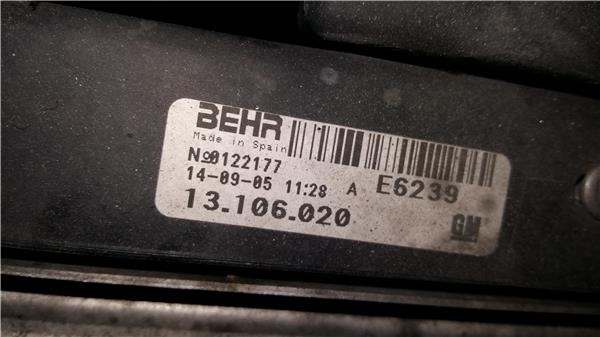 BEHR
Made in Spain
Nº0122177
14-09-05 11:28 A E6239
13.106.020
GM